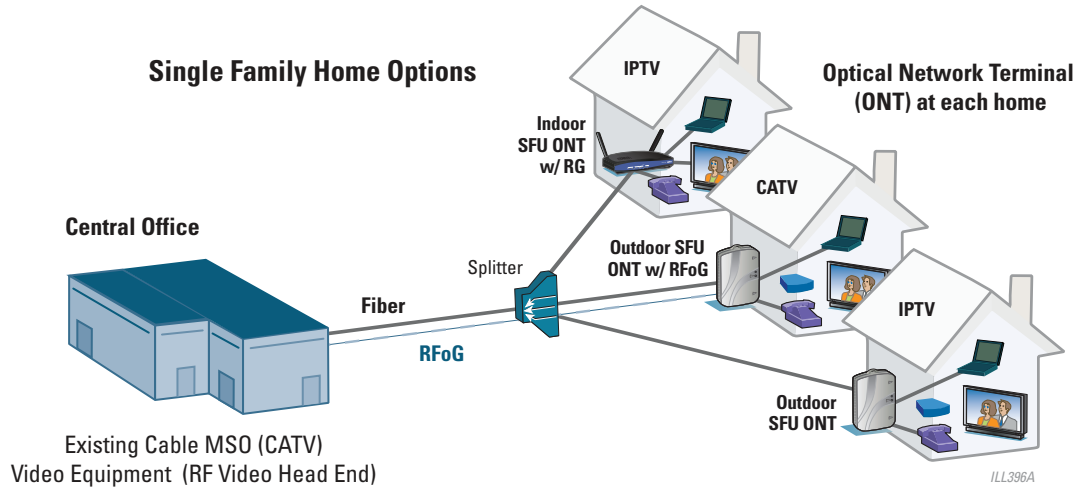 Single Family Home Options
IPTV
Optical Network Terminal
(ONT) at each home
Indoor
SFU ONT
w/ RG
CATV
Central Office
Outdoor SFU
ONT w/ RFoG
Splitter
Fiber
IPTV
RFoG
Outdoor
SFU ONT
Existing Cable MSO (CATV)
Video Equipment (RF Video Head End)
ILL396A